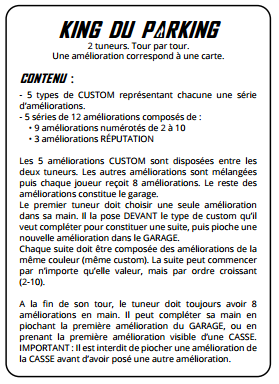 KING DU PARKING
2 tuneurs. Tour par tour.
Une amélioration correspond à une carte.
CONTENU :
- 5 types de CUSTOM représentant chacune une série
d'améliorations.
- 5 séries de 12 améliorations composés de :
• 9 améliorations numérotés de 2 à 10
• 3 améliorations RÉPUTATION
Les 5 améliorations CUSTOM sont disposées entre les
deux tuneurs. Les autres améliorations sont mélangées
puis chaque joueur reçoit 8 améliorations. Le reste des
améliorations constitue le garage.
Le premier tuneur doit choisir une seule amélioration
dans sa main. Il la pose DEVANT le type de custom qu'il
veut compléter pour constituer une suite, puis pioche une
nouvelle amélioration dans le GARAGE.
Chaque suite doit être composée des améliorations de la
même couleur (même custom). La suite peut commencer
par n'importe qu'elle valeur, mais par ordre croissant
(2-10).
A la fin de son tour, le tuneur doit toujours avoir 8
améliorations en main. Il peut compléter sa main en
piochant la première amélioration du GARAGE, ou en
prenant la première amélioration visible d'une CASSE.
IMPORTANT : Il est interdit de piocher une amélioration de
la CASSE avant d'avoir posé une autre amélioration.